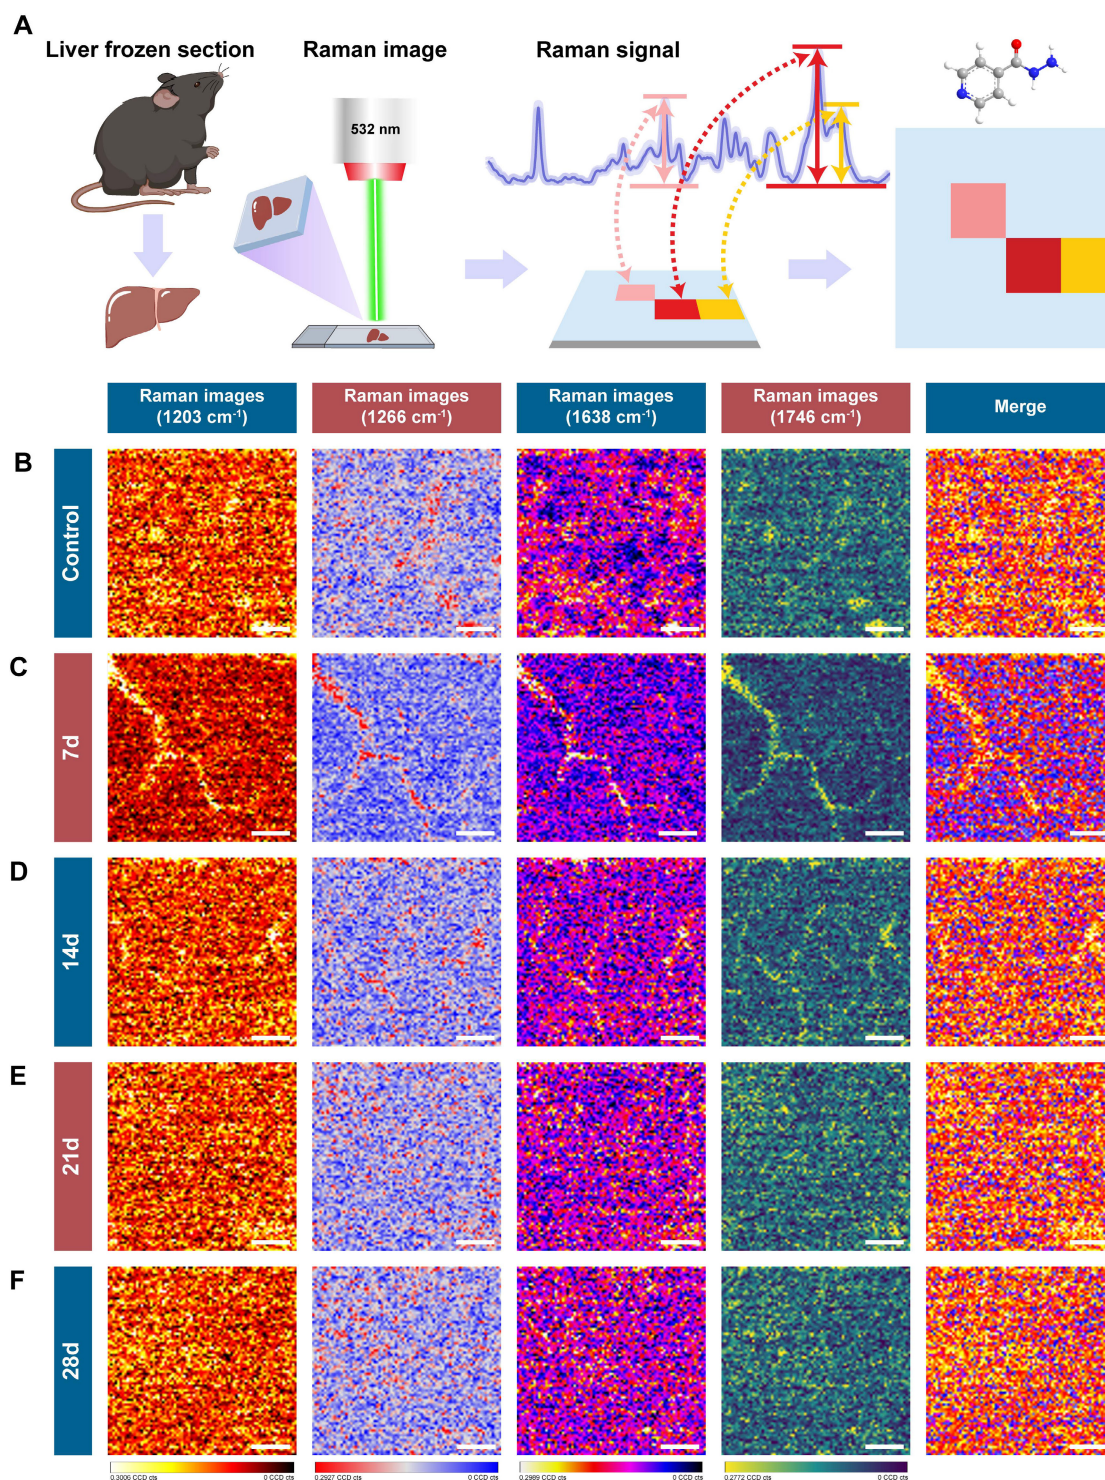 A
Liver frozen section
Raman image
Raman signal
532 nm
Raman images
(1203 cm⁻¹)
Raman images
(1266 cm⁻¹)
Raman images
(1638 cm⁻¹)
Raman images
(1746 cm⁻¹)
Merge
B
Control
C
7d
D
14d
E
21d
F
28d
0.3006 CCD cts
0 CCD cts
0.2927 CCD cts
0 CCD cts
0.2989 CCD cts
0 CCD cts
0.2772 CCD cts
0 CCD cts